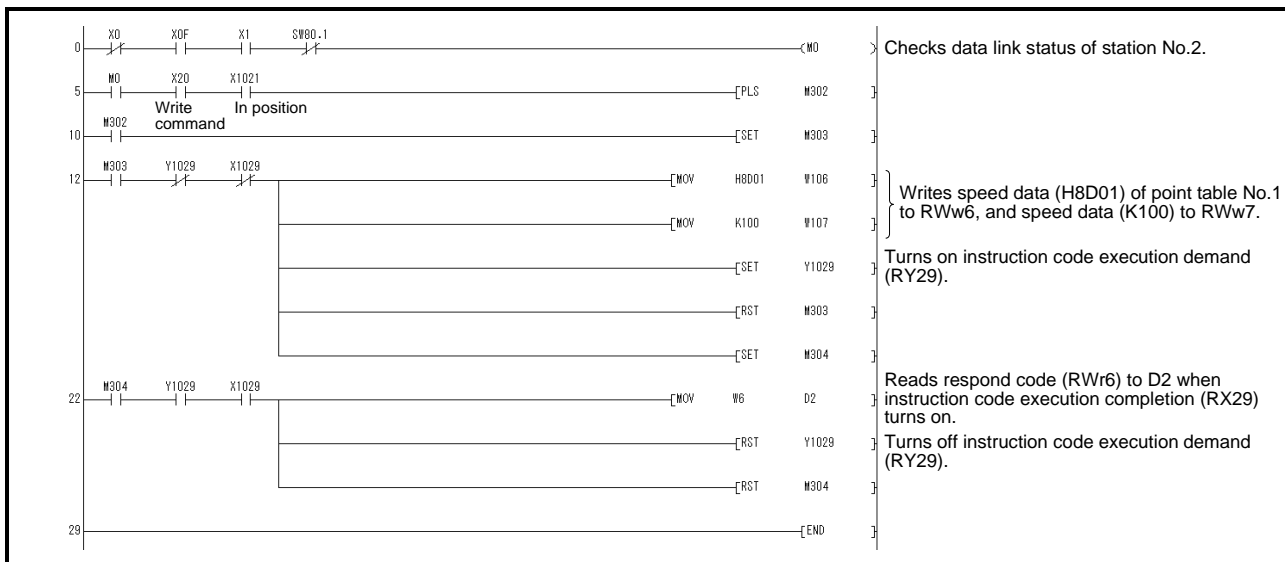 X0 X0F X1 SW80.1
0 (M0 ) Checks data link status of station No.2.
M0 X20 X1021
5 [PLS M302 ]
Write In position
command
M302
10 [SET M303 ]
M303 Y1029 X1029
12 [MOV H8D01 W106 ]
Writes speed data (H8D01) of point table No.1
to RWw6, and speed data (K100) to RWw7.
[MOV K100 W107 ]
Turns on instruction code execution demand
[SET Y1029 ]
(RY29).
[RST M303 ]
[SET M304 ]
M304 Y1029 X1029
Reads respond code (RWr6) to D2 when
22 [MOV W6 D2 ] instruction code execution completion (RX29)
turns on.
[RST Y1029 ] Turns off instruction code execution demand
(RY29).
[RST M304 ]
29 [END ]